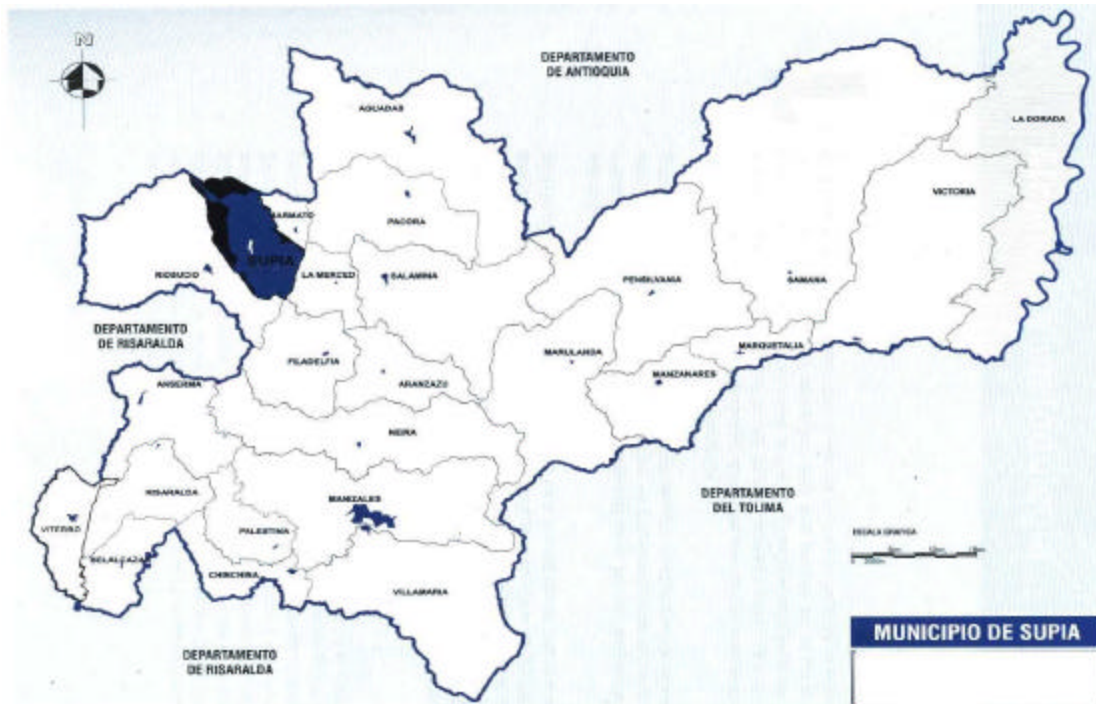 N
DEPARTAMENTO
DE ANTIOQUIA
AGUADAS
LA DORADA
VICTORIA
PACORA
SUPIA
RIOSUCIO
LA MERCED
SALAMINA
PENSILVANIA
SAMANA
DEPARTAMENTO
DE RISARALDA
FILADELFIA
MARULANDA
MARQUETALIA
MANZANARES
ANSERMA
ARANZAZU
NEIRA
RISARALDA
MANIZALES
DEPARTAMENTO
DEL TOLIMA
VITERBO
PALESTINA
BELALCAZAR
CHINCHINA
VILLAMARIA
ESCALA GRAFICA
MUNICIPIO DE SUPIA
DEPARTAMENTO
DE RISARALDA